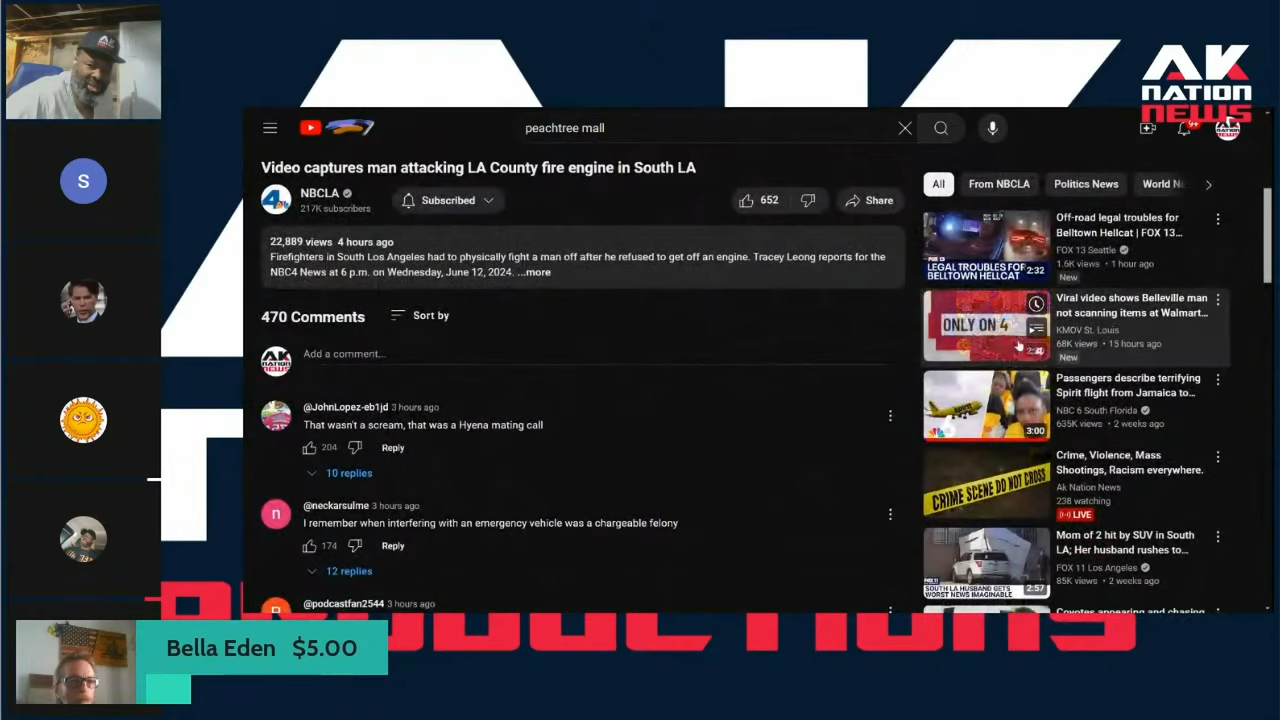 AK
NATION
NEWS
peachtree mall
9+
Video captures man attacking LA County fire engine in South LA
NBCLA
217K subscribers
Subscribed
652
Share
22,889 views 4 hours ago
Firefighters in South Los Angeles had to physically fight a man off after he refused to get off an engine. Tracey Leong reports for the
NBC4 News at 6 p.m. on Wednesday, June 12, 2024. ...more
470 Comments
Sort by
Add a comment...
@JohnLopez-eb1jd 3 hours ago
That wasn't a scream, that was a Hyena mating call
204
Reply
10 replies
@neckarsulme 3 hours ago
I remember when interfering with an emergency vehicle was a chargeable felony
174
Reply
12 replies
@podcastfan2544 3 hours ago
All
From NBCLA
Politics News
World Ne
LEGAL TROUBLES FOR
BELLTOWN HELLCAT
2:32
Off-road legal troubles for
Belltown Hellcat | FOX 13...
FOX 13 Seattle
1.6K views • 1 hour ago
New
ONLY ON 4
Viral video shows Belleville man
not scanning items at Walmart...
KMOV St. Louis
68K views • 15 hours ago
New
3:00
Passengers describe terrifying
Spirit flight from Jamaica to...
NBC 6 South Florida
635K views • 2 weeks ago
CRIME SCENE DO NOT CROSS
Crime, Violence, Mass
Shootings, Racism everywhere.
Ak Nation News
238 watching
LIVE
SOUTH LA HUSBAND GETS
WORST NEWS IMAGINABLE
2:57
Mom of 2 hit by SUV in South
LA; Her husband rushes to...
FOX 11 Los Angeles
85K views • 2 weeks ago
Coyotes appearing and chasing
S
n
PRODUCTIONS
Bella Eden $5.00